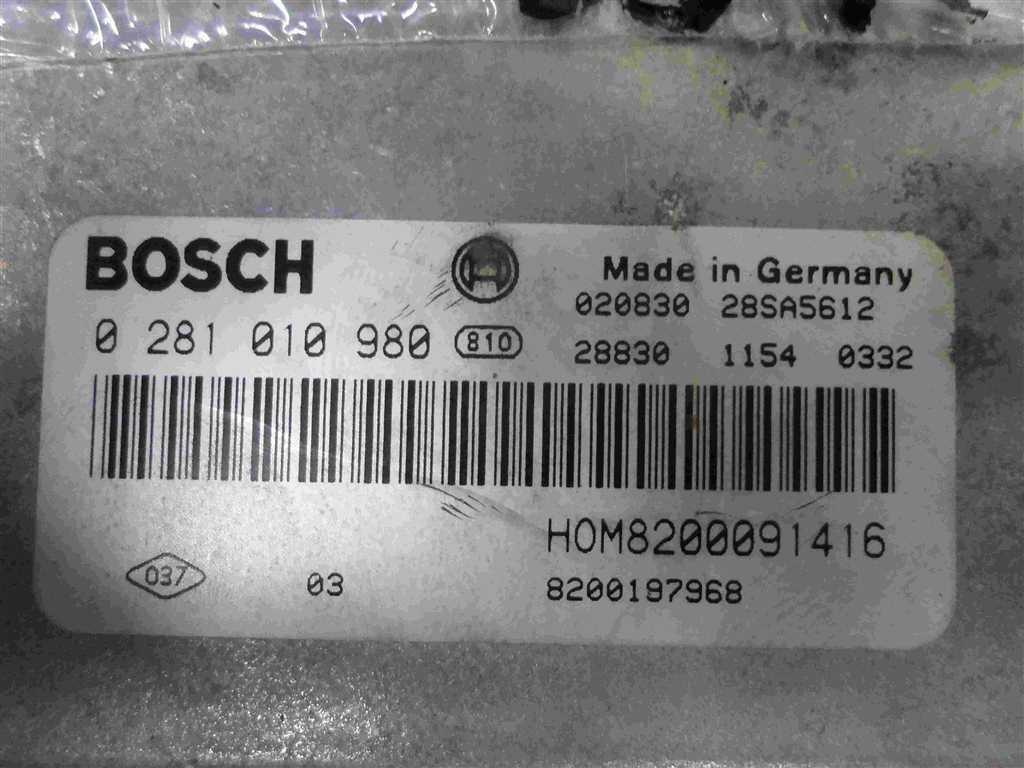 BOSCH
Made in Germany
020830 28SA5612
0 281 010 980 810
28830 1154 0332
HOM8200091416
037 03
8200197968